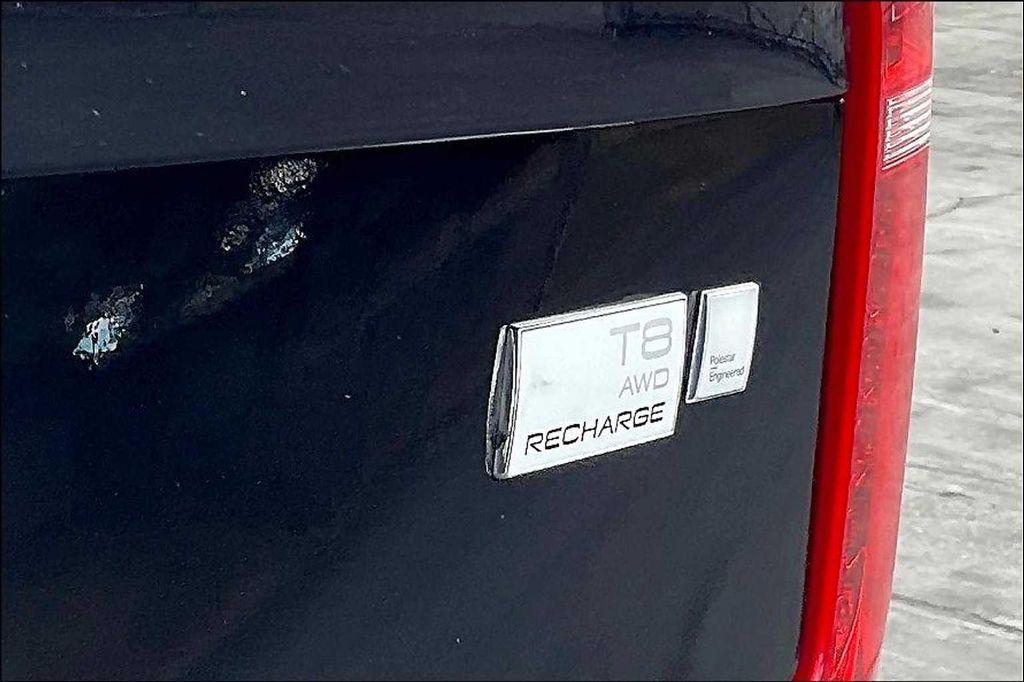 T8
AWD
RECHARGE
Polestar
Engineered